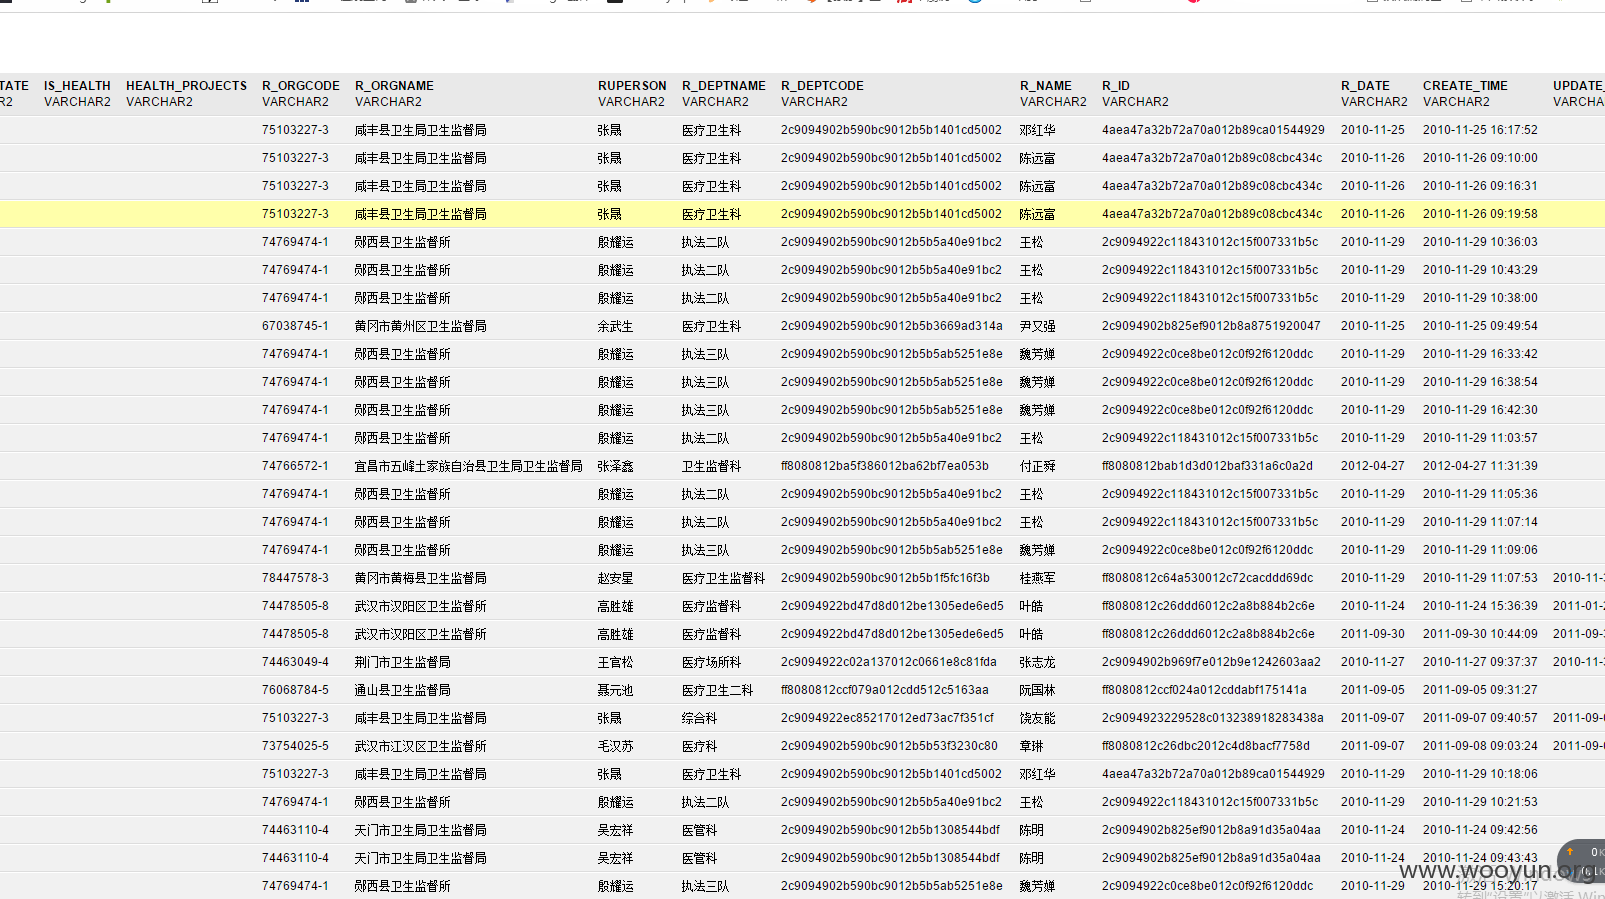 TATE IS_HEALTH HEALTH_PROJECTS R_ORGCODE R_ORGNAME RUPERSON R_DEPTNAME R_DEPTCODE R_NAME R_ID R_DATE CREATE_TIME UPDATE_
R2 VARCHAR2 VARCHAR2 VARCHAR2 VARCHAR2 VARCHAR2 VARCHAR2 VARCHAR2 VARCHAR2 VARCHAR2 VARCHAR2 VARCHAR2 VARCHA
75103227-3 咸丰县卫生局卫生监督局 张晟 医疗卫生科 2c9094902b590bc9012b5b1401cd5002 邓红华 4aea47a32b72a70a012b89ca01544929 2010-11-25 2010-11-25 16:17:52
75103227-3 咸丰县卫生局卫生监督局 张晟 医疗卫生科 2c9094902b590bc9012b5b1401cd5002 陈远富 4aea47a32b72a70a012b89c08cbc434c 2010-11-26 2010-11-26 09:10:00
75103227-3 咸丰县卫生局卫生监督局 张晟 医疗卫生科 2c9094902b590bc9012b5b1401cd5002 陈远富 4aea47a32b72a70a012b89c08cbc434c 2010-11-26 2010-11-26 09:16:31
75103227-3 咸丰县卫生局卫生监督局 张晟 医疗卫生科 2c9094902b590bc9012b5b1401cd5002 陈远富 4aea47a32b72a70a012b89c08cbc434c 2010-11-26 2010-11-26 09:19:58
74769474-1 郧西县卫生监督所 殷耀运 执法二队 2c9094902b590bc9012b5b5a40e91bc2 王松 2c9094922c118431012c15f007331b5c 2010-11-29 2010-11-29 10:36:03
74769474-1 郧西县卫生监督所 殷耀运 执法二队 2c9094902b590bc9012b5b5a40e91bc2 王松 2c9094922c118431012c15f007331b5c 2010-11-29 2010-11-29 10:43:29
74769474-1 郧西县卫生监督所 殷耀运 执法二队 2c9094902b590bc9012b5b5a40e91bc2 王松 2c9094922c118431012c15f007331b5c 2010-11-29 2010-11-29 10:38:00
67038745-1 黄冈市黄州区卫生监督局 余武生 医疗卫生科 2c9094902b590bc9012b5b3669ad314a 尹又强 2c9094902b825ef9012b8a8751920047 2010-11-25 2010-11-25 09:49:54
74769474-1 郧西县卫生监督所 殷耀运 执法三队 2c9094902b590bc9012b5b5ab5251e8e 魏芳婵 2c9094922c0ce8be012c0f92f6120ddc 2010-11-29 2010-11-29 16:33:42
74769474-1 郧西县卫生监督所 殷耀运 执法三队 2c9094902b590bc9012b5b5ab5251e8e 魏芳婵 2c9094922c0ce8be012c0f92f6120ddc 2010-11-29 2010-11-29 16:38:54
74769474-1 郧西县卫生监督所 殷耀运 执法三队 2c9094902b590bc9012b5b5ab5251e8e 魏芳婵 2c9094922c0ce8be012c0f92f6120ddc 2010-11-29 2010-11-29 16:42:30
74769474-1 郧西县卫生监督所 殷耀运 执法二队 2c9094902b590bc9012b5b5a40e91bc2 王松 2c9094922c118431012c15f007331b5c 2010-11-29 2010-11-29 11:03:57
74766572-1 宜昌市五峰土家族自治县卫生局卫生监督局 张泽鑫 卫生监督科 ff8080812ba5f386012ba62bf7ea053b 付正舜 ff8080812bab1d3d012baf331a6c0a2d 2012-04-27 2012-04-27 11:31:39
74769474-1 郧西县卫生监督所 殷耀运 执法二队 2c9094902b590bc9012b5b5a40e91bc2 王松 2c9094922c118431012c15f007331b5c 2010-11-29 2010-11-29 11:05:36
74769474-1 郧西县卫生监督所 殷耀运 执法二队 2c9094902b590bc9012b5b5a40e91bc2 王松 2c9094922c118431012c15f007331b5c 2010-11-29 2010-11-29 11:07:14
74769474-1 郧西县卫生监督所 殷耀运 执法三队 2c9094902b590bc9012b5b5ab5251e8e 魏芳婵 2c9094922c0ce8be012c0f92f6120ddc 2010-11-29 2010-11-29 11:09:06
78447578-3 黄冈市黄梅县卫生监督局 赵安星 医疗卫生监督科 2c9094902b590bc9012b5b1f5fc16f3b 桂燕军 ff8080812c64a530012c72cacddd69dc 2010-11-29 2010-11-29 11:07:53 2010-11-
74478505-8 武汉市汉阳区卫生监督所 高胜雄 医疗监督科 2c9094922bd47d8d012be1305ede6ed5 叶皓 ff8080812c26ddd6012c2a8b884b2c6e 2010-11-24 2010-11-24 15:36:39 2011-01-
74478505-8 武汉市汉阳区卫生监督所 高胜雄 医疗监督科 2c9094922bd47d8d012be1305ede6ed5 叶皓 ff8080812c26ddd6012c2a8b884b2c6e 2011-09-30 2011-09-30 10:44:09 2011-09-
74463049-4 荆门市卫生监督局 王官松 医疗场所科 2c9094922c02a137012c0661e8c81fda 张志龙 2c9094902b969f7e012b9e1242603aa2 2010-11-27 2010-11-27 09:37:37 2010-11-
76068784-5 通山县卫生监督局 聂元池 医疗卫生二科 ff8080812ccf079a012cdd512c5163aa 阮国林 ff8080812ccf024a012cddabf175141a 2011-09-05 2011-09-05 09:31:27
75103227-3 咸丰县卫生局卫生监督局 张晟 综合科 2c9094922ec85217012ed73ac7f351cf 饶友能 2c9094923229528c013238918283438a 2011-09-07 2011-09-07 09:40:57 2011-09-
73754025-5 武汉市江汉区卫生监督所 毛汉苏 医疗科 2c9094902b590bc9012b5b53f3230c80 章琳 ff8080812c26dbc2012c4d8bacf7758d 2011-09-07 2011-09-08 09:03:24 2011-09-
75103227-3 咸丰县卫生局卫生监督局 张晟 医疗卫生科 2c9094902b590bc9012b5b1401cd5002 邓红华 4aea47a32b72a70a012b89ca01544929 2010-11-29 2010-11-29 10:18:06
74769474-1 郧西县卫生监督所 殷耀运 执法二队 2c9094902b590bc9012b5b5a40e91bc2 王松 2c9094922c118431012c15f007331b5c 2010-11-29 2010-11-29 10:21:53
74463110-4 天门市卫生局卫生监督局 吴宏祥 医管科 2c9094902b590bc9012b5b1308544bdf 陈明 2c9094902b825ef9012b8a91d35a04aa 2010-11-24 2010-11-24 09:42:56
74463110-4 天门市卫生局卫生监督局 吴宏祥 医管科 2c9094902b590bc9012b5b1308544bdf 陈明 2c9094902b825ef9012b8a91d35a04aa 2010-11-24 2010-11-24 09:43:43
74769474-1 郧西县卫生监督所 殷耀运 执法三队 2c9094902b590bc9012b5b5ab5251e8e 魏芳婵 2c9094922c0ce8be012c0f92f6120ddc 2010-11-29 2010-11-29 15:20:17
www.wooyun.org